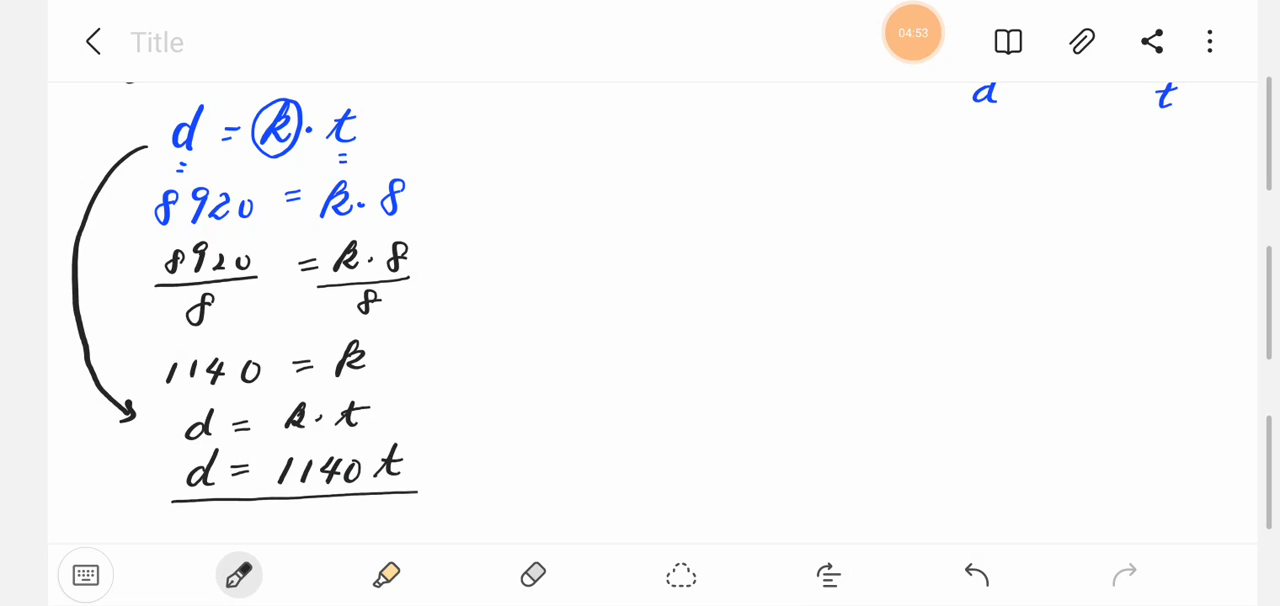 Title
04:53
d t
d = k · t
8920 = k · 8
8920/8 = k · 8/8
1140 = k
d = k · t
d = 1140 t